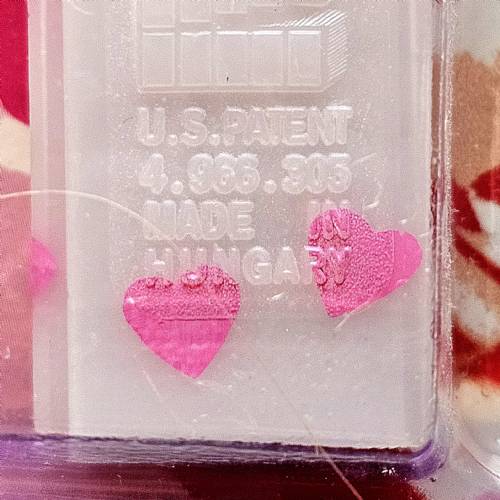 U.S.PATENT
4.966.305
MADE IN
HUNGARY